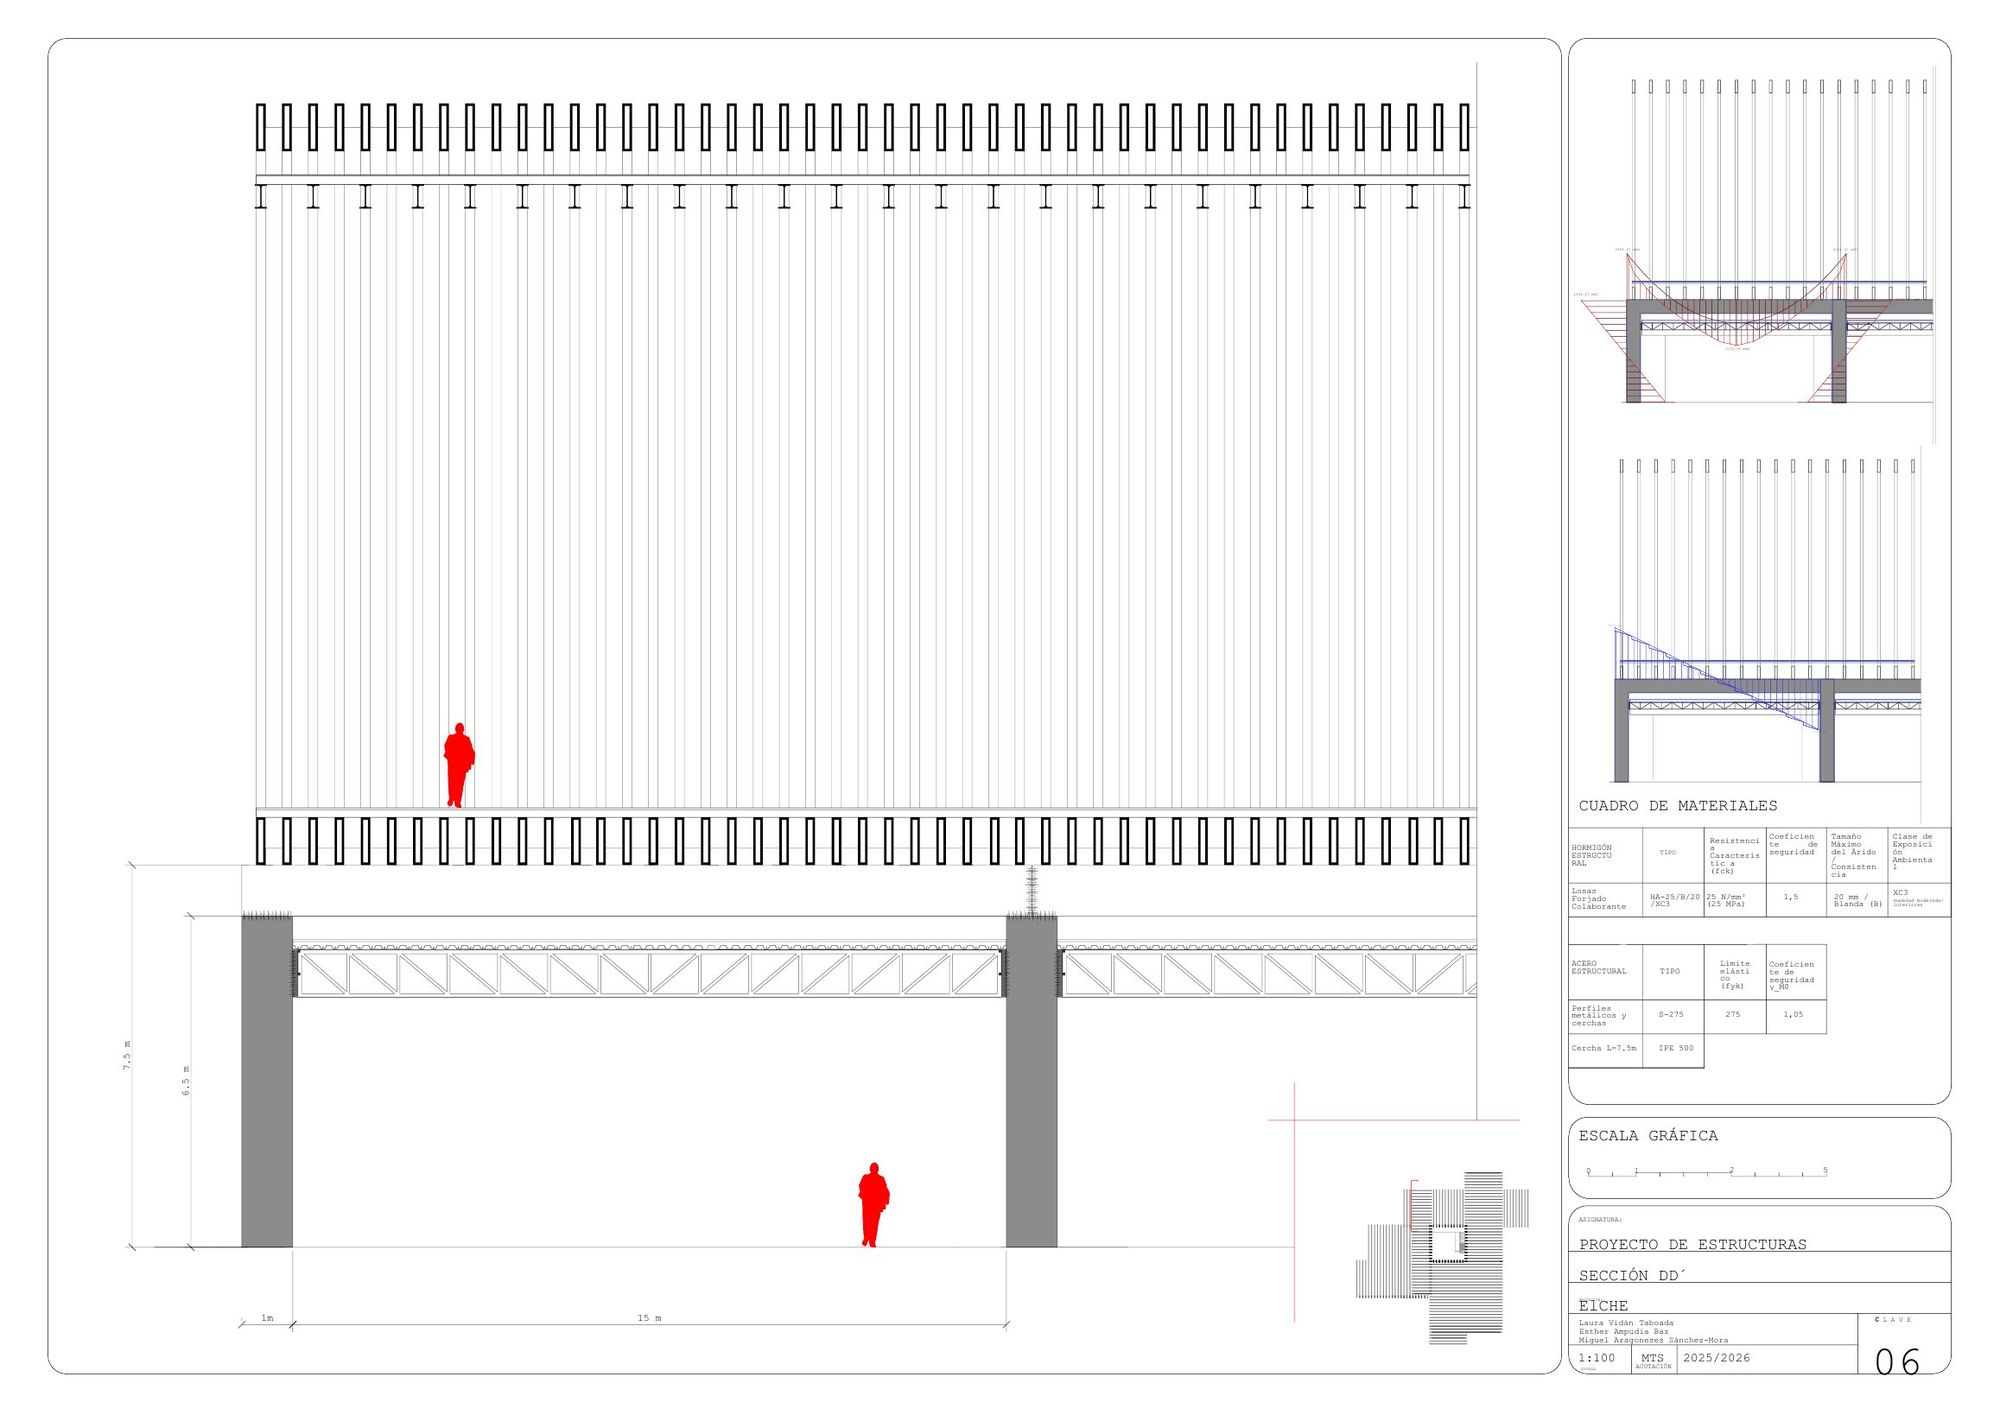 7.5 m
6.5 m
1m
15 m
CUADRO DE MATERIALES
HORMIGÓN
ESTRUCTU
RAL
TIPO
Resistenci
a
Caracterís
tic a
(fck)
Coeficien
te de
seguridad
Tamaño
Máximo
del Árido
/
Consisten
cia
Clase de
Exposici
ón
Ambienta
l
Losas
Forjado
Colaborante
HA-25/B/20
/XC3
25 N/mm²
(25 MPa)
1,5
20 mm /
Blanda (B)
XC3
Humedad moderada/
interiores
ACERO
ESTRUCTURAL
TIPO
Límite
elásti
co
(fyk)
Coeficien
te de
seguridad
γ_M0
Perfiles
metálicos y
cerchas
S-275
275
1,05
Cercha L=7,5m
IPE 500
ESCALA GRÁFICA
0 1 2 5
ASIGNATURA:
PROYECTO DE ESTRUCTURAS
SECCIÓN DD´
EICHE
Laura Vidán Taboada
Esther Ampudia Baz
Miguel Aragoneses Sánchez-Mora
CLAVE
1:100
MTS
ACOTACIÓN
2025/2026
06